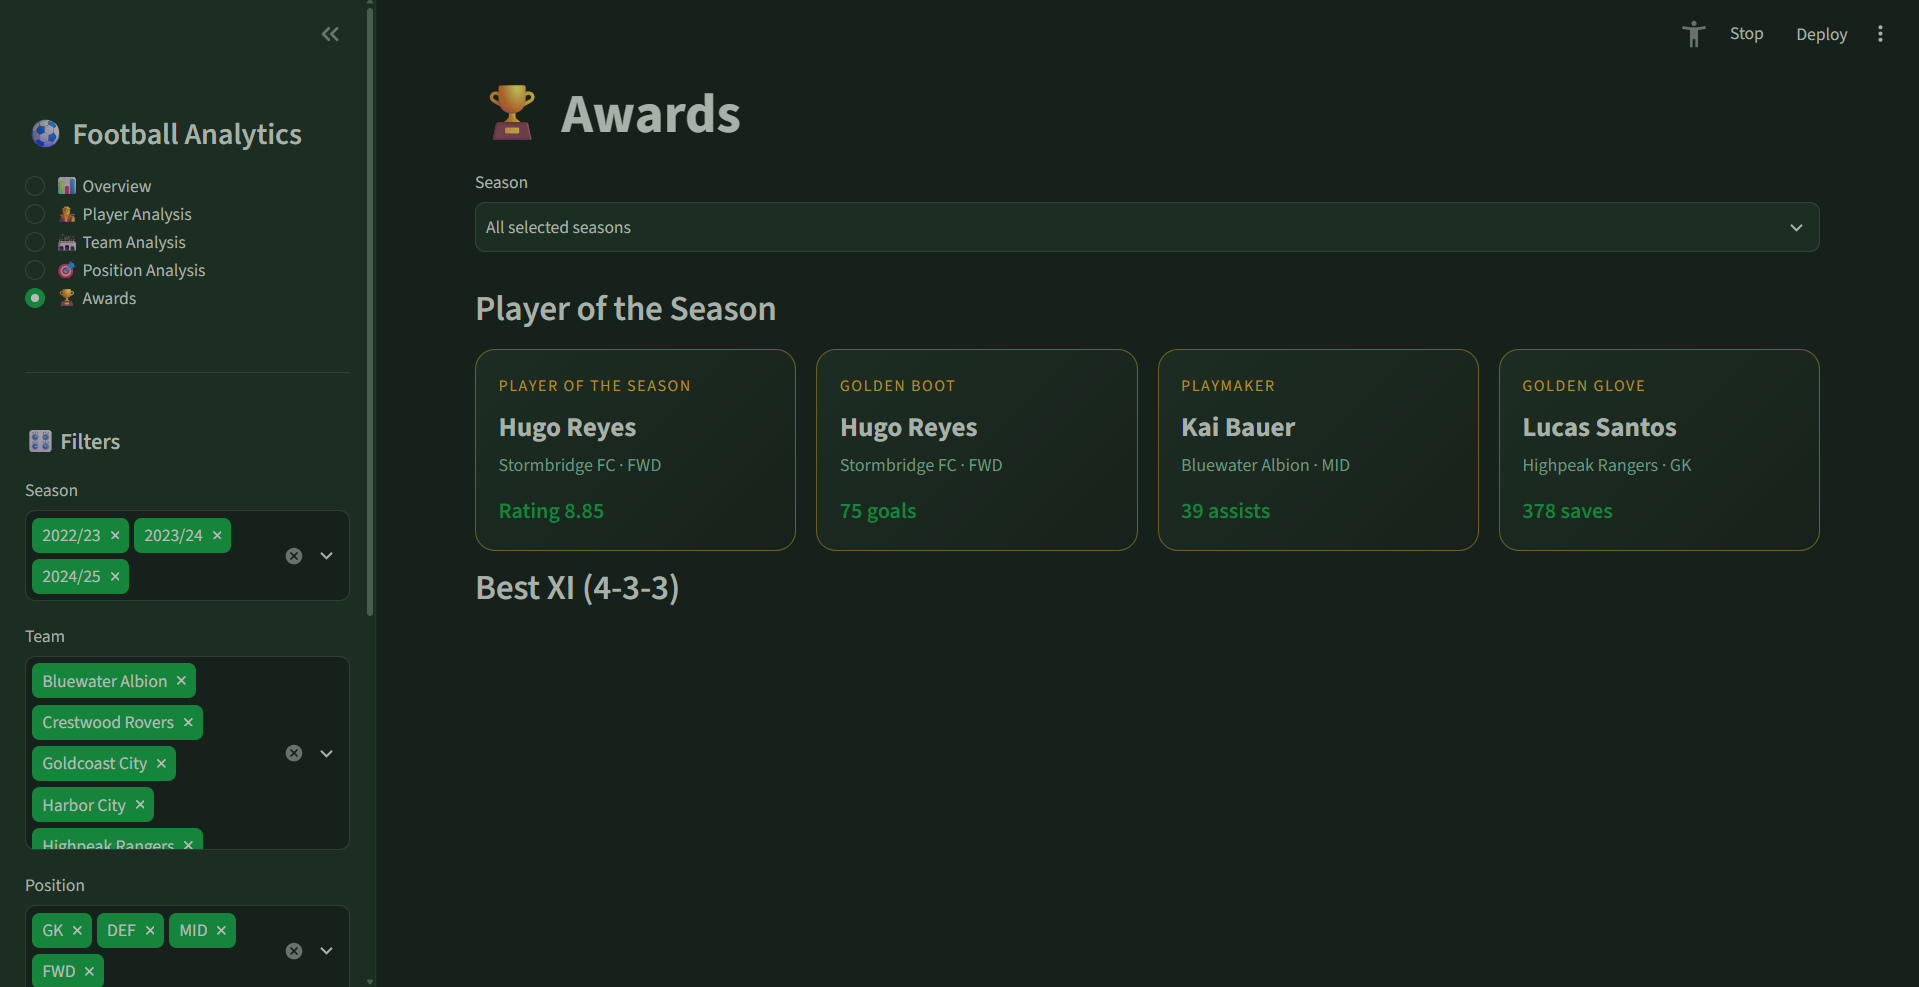 Stop
Deploy
Football Analytics
Overview
Player Analysis
Team Analysis
Position Analysis
Awards
Filters
Season
2022/23
2023/24
2024/25
Team
Bluewater Albion
Crestwood Rovers
Goldcoast City
Harbor City
Highpeak Rangers
Position
GK
DEF
MID
FWD
Awards
Season
All selected seasons
Player of the Season
PLAYER OF THE SEASON
Hugo Reyes
Stormbridge FC · FWD
Rating 8.85
GOLDEN BOOT
Hugo Reyes
Stormbridge FC · FWD
75 goals
PLAYMAKER
Kai Bauer
Bluewater Albion · MID
39 assists
GOLDEN GLOVE
Lucas Santos
Highpeak Rangers · GK
378 saves
Best XI (4-3-3)